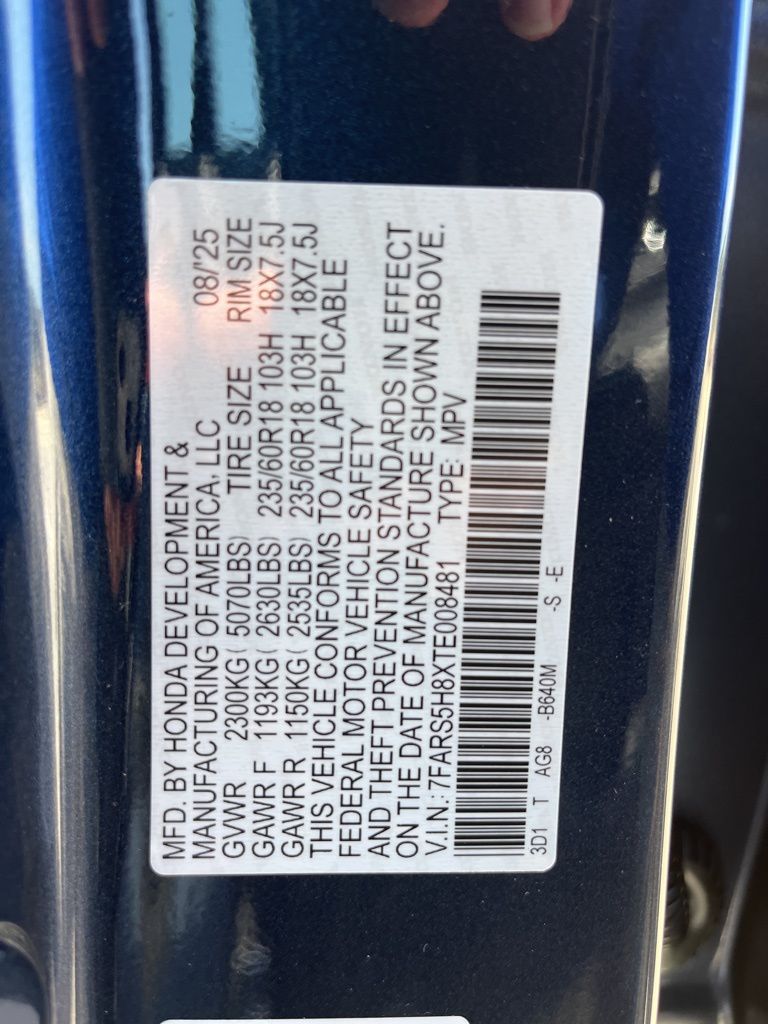 MFD. BY HONDA DEVELOPMENT &
MANUFACTURING OF AMERICA, LLC 08/'25
GVWR 2300KG( 5070LBS) TIRE SIZE RIM SIZE
GAWR F 1193KG( 2630LBS) 235/60R18 103H 18X7.5J
GAWR R 1150KG( 2535LBS) 235/60R18 103H 18X7.5J
THIS VEHICLE CONFORMS TO ALL APPLICABLE
FEDERAL MOTOR VEHICLE SAFETY
AND THEFT PREVENTION STANDARDS IN EFFECT
ON THE DATE OF MANUFACTURE SHOWN ABOVE.
V.I.N.: 7FARS5H8XTE008481 TYPE: MPV
3D1 T AG8 -B640M -S -E